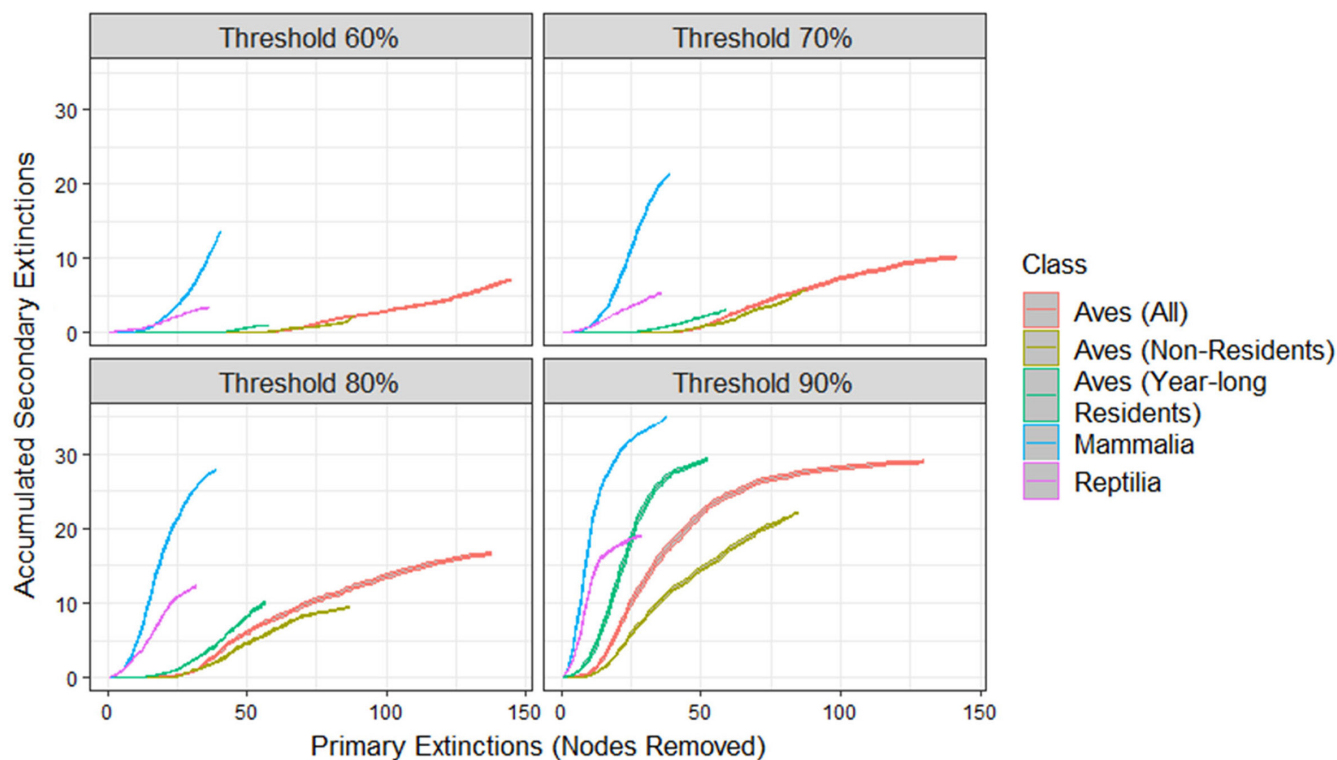 Threshold 60%
Threshold 70%
30
20
10
0
Threshold 80%
Threshold 90%
30
20
10
0
0
50
100
150
0
50
100
150
Accumulated Secondary Extinctions
Primary Extinctions (Nodes Removed)
Class
Aves (All)
Aves (Non-Residents)
Aves (Year-long
Residents)
Mammalia
Reptilia